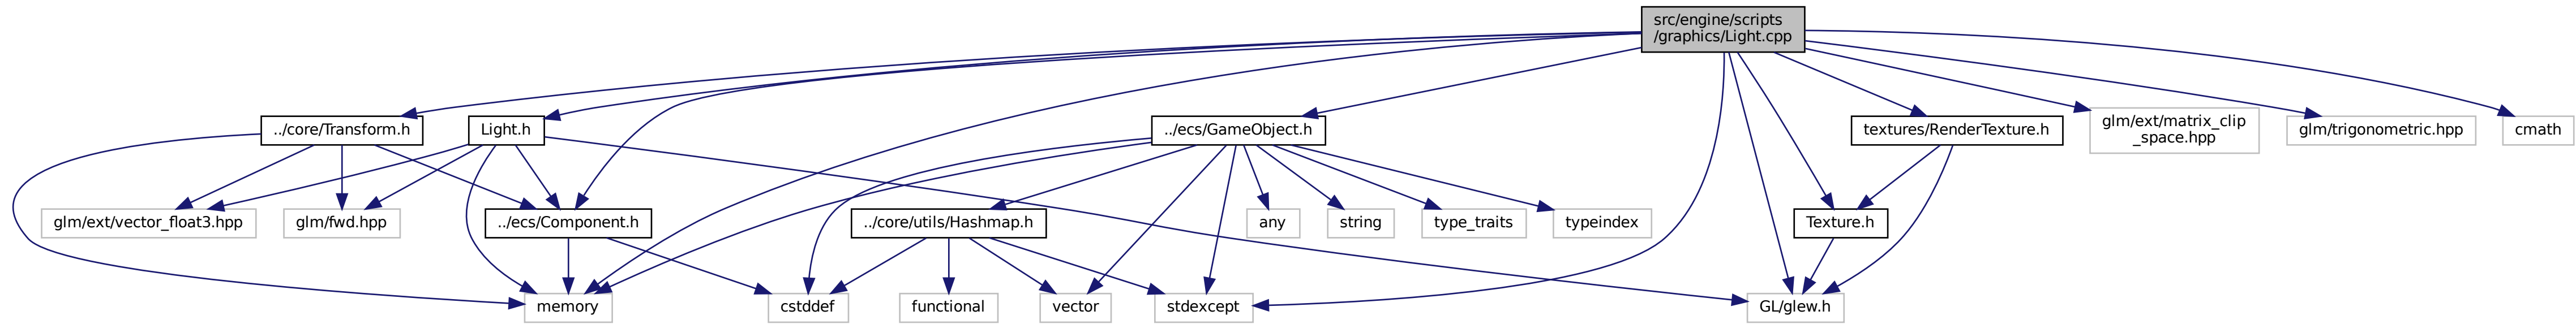 src/engine/scripts
/graphics/Light.cpp
../core/Transform.h
Light.h
../ecs/GameObject.h
textures/RenderTexture.h
glm/ext/matrix_clip
_space.hpp
glm/trigonometric.hpp
cmath
glm/ext/vector_float3.hpp
glm/fwd.hpp
../ecs/Component.h
../core/utils/Hashmap.h
any
string
type_traits
typeindex
Texture.h
memory
cstddef
functional
vector
stdexcept
GL/glew.h